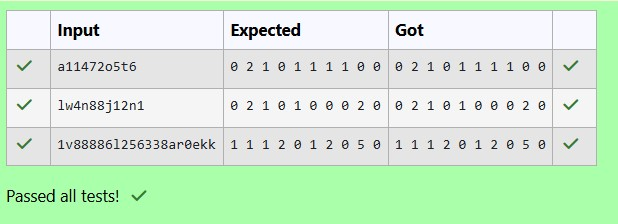 Input Expected Got
a11472o5t6 0 2 1 0 1 1 1 1 0 0 0 2 1 0 1 1 1 1 0 0
lw4n88j12n1 0 2 1 0 1 0 0 0 2 0 0 2 1 0 1 0 0 0 2 0
1v88886l256338ar0ekk 1 1 1 2 0 1 2 0 5 0 1 1 1 2 0 1 2 0 5 0
Passed all tests!